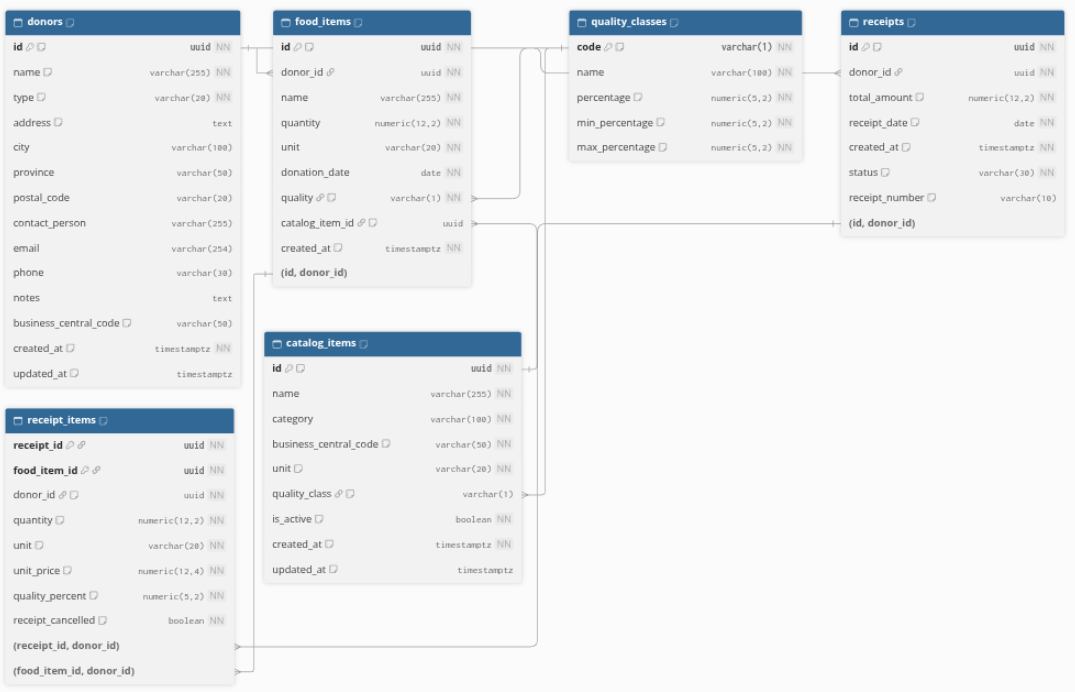 donors
id uuid NN
name varchar(255) NN
type varchar(20) NN
address text
city varchar(100)
province varchar(50)
postal_code varchar(20)
contact_person varchar(255)
email varchar(254)
phone varchar(30)
notes text
business_central_code varchar(50)
created_at timestamptz NN
updated_at timestamptz
food_items
id uuid NN
donor_id uuid NN
name varchar(255) NN
quantity numeric(12,2) NN
unit varchar(20) NN
donation_date date NN
quality varchar(1) NN
catalog_item_id uuid
created_at timestamptz NN
(id, donor_id)
quality_classes
code varchar(1) NN
name varchar(100) NN
percentage numeric(5,2) NN
min_percentage numeric(5,2) NN
max_percentage numeric(5,2) NN
receipts
id uuid NN
donor_id uuid NN
total_amount numeric(12,2) NN
receipt_date date NN
created_at timestamptz NN
status varchar(30) NN
receipt_number varchar(10)
(id, donor_id)
catalog_items
id uuid NN
name varchar(255) NN
category varchar(100) NN
business_central_code varchar(50) NN
unit varchar(20) NN
quality_class varchar(1)
is_active boolean NN
created_at timestamptz NN
updated_at timestamptz
receipt_items
receipt_id uuid NN
food_item_id uuid NN
donor_id uuid NN
quantity numeric(12,2) NN
unit varchar(20) NN
unit_price numeric(12,4) NN
quality_percent numeric(5,2) NN
receipt_cancelled boolean NN
(receipt_id, donor_id)
(food_item_id, donor_id)